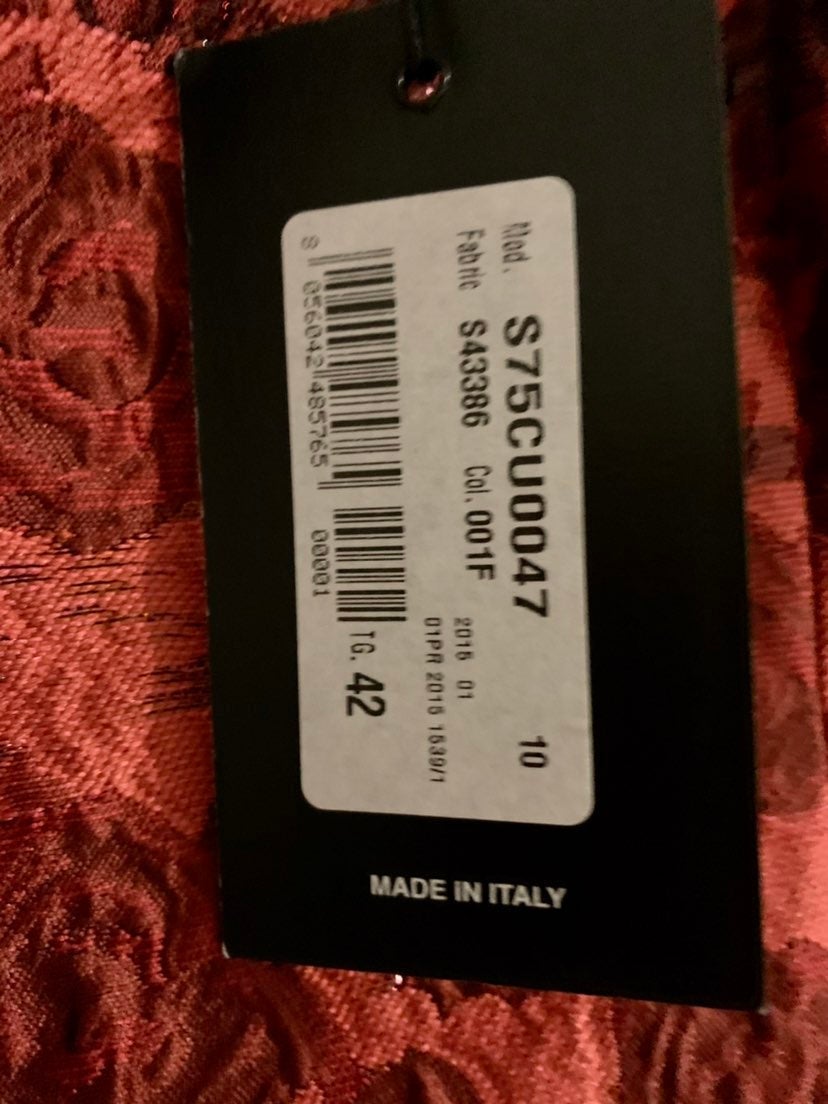 Mod. S75CU0047 10
Fabric S43386 Col. 001F
2015 01
01PR 2015 1539/1
TG. 42
8 056042 485765 00001
MADE IN ITALY